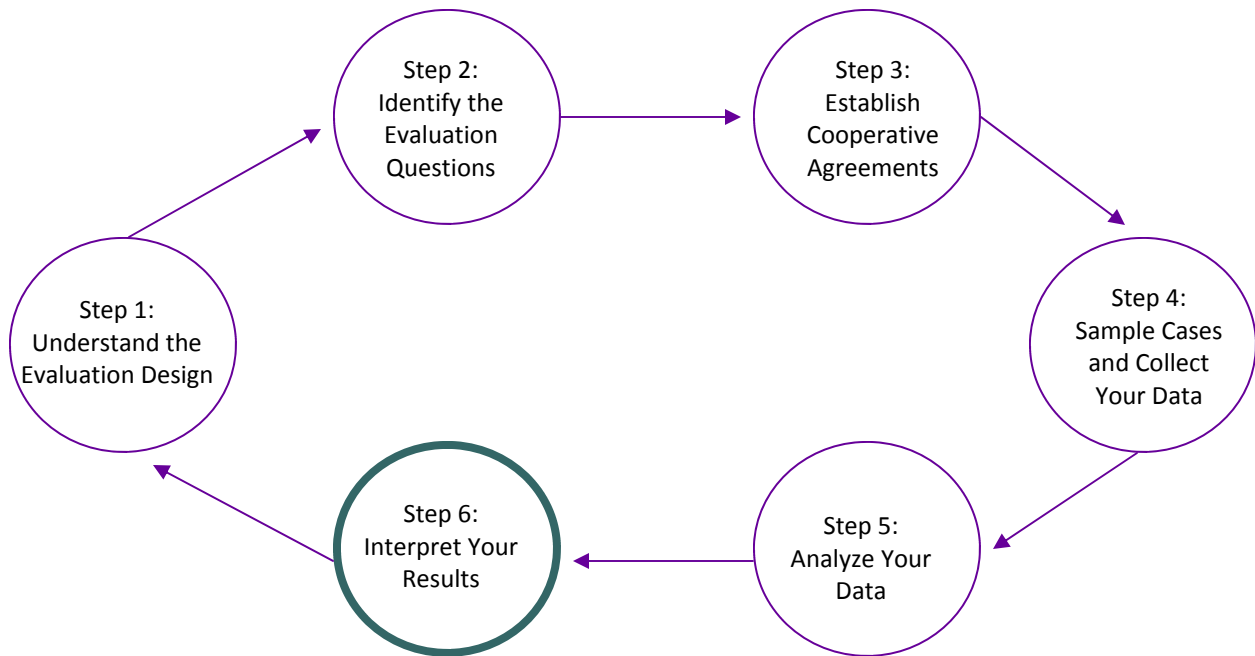 Step 1:
Understand the
Evaluation Design
Step 2:
Identify the
Evaluation
Questions
Step 3:
Establish
Cooperative
Agreements
Step 4:
Sample Cases
and Collect
Your Data
Step 5:
Analyze Your
Data
Step 6:
Interpret Your
Results